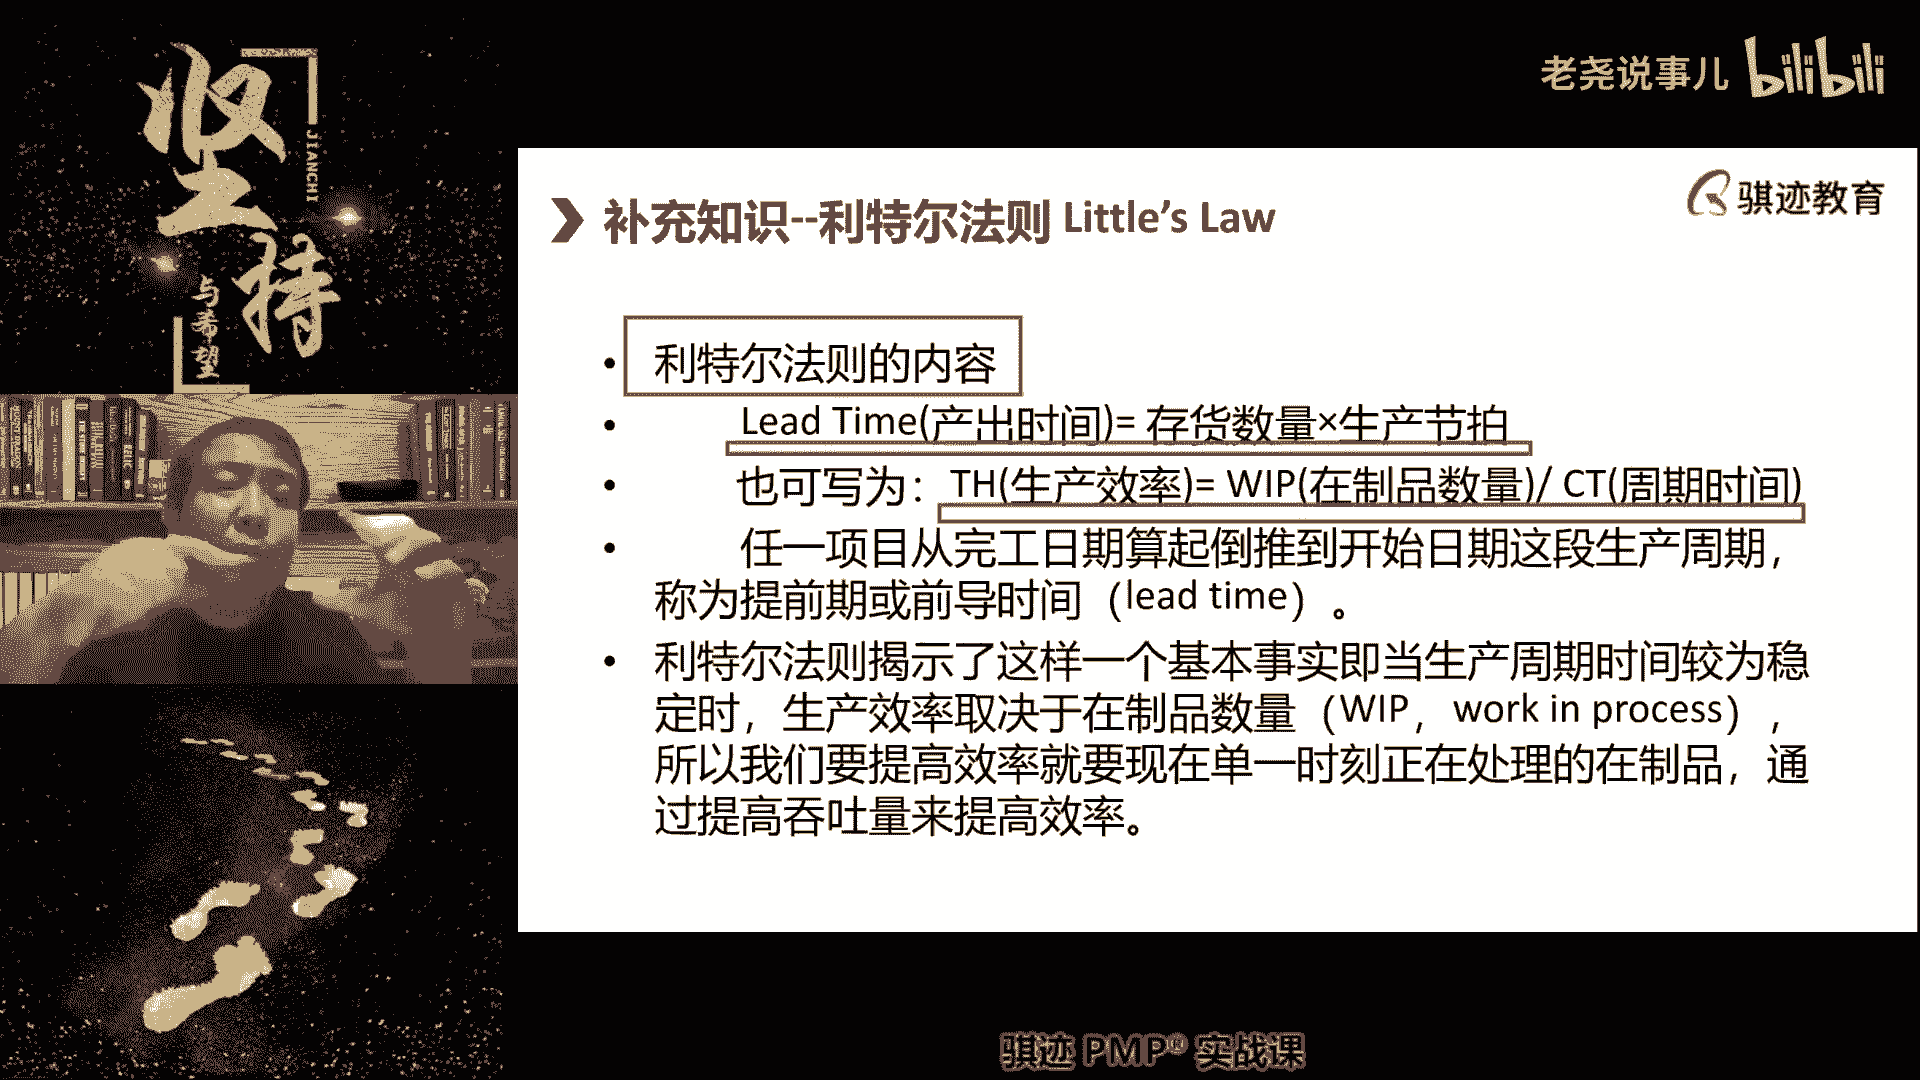 坚持
JIANCHI
与希望
老尧说事儿 bilibili
骐迹教育
补充知识--利特尔法则 Little's Law
• 利特尔法则的内容
• Lead Time(产出时间)= 存货数量×生产节拍
• 也可写为：TH(生产效率)= WIP(在制品数量)/ CT(周期时间)
• 任一项目从完工日期算起倒推到开始日期这段生产周期，
称为提前期或前导时间（lead time）。
• 利特尔法则揭示了这样一个基本事实即当生产周期时间较为稳
定时，生产效率取决于在制品数量（WIP，work in process），
所以我们要提高效率就要现在单一时刻正在处理的在制品，通
过提高吞吐量来提高效率。
骐迹 PMP® 实战课